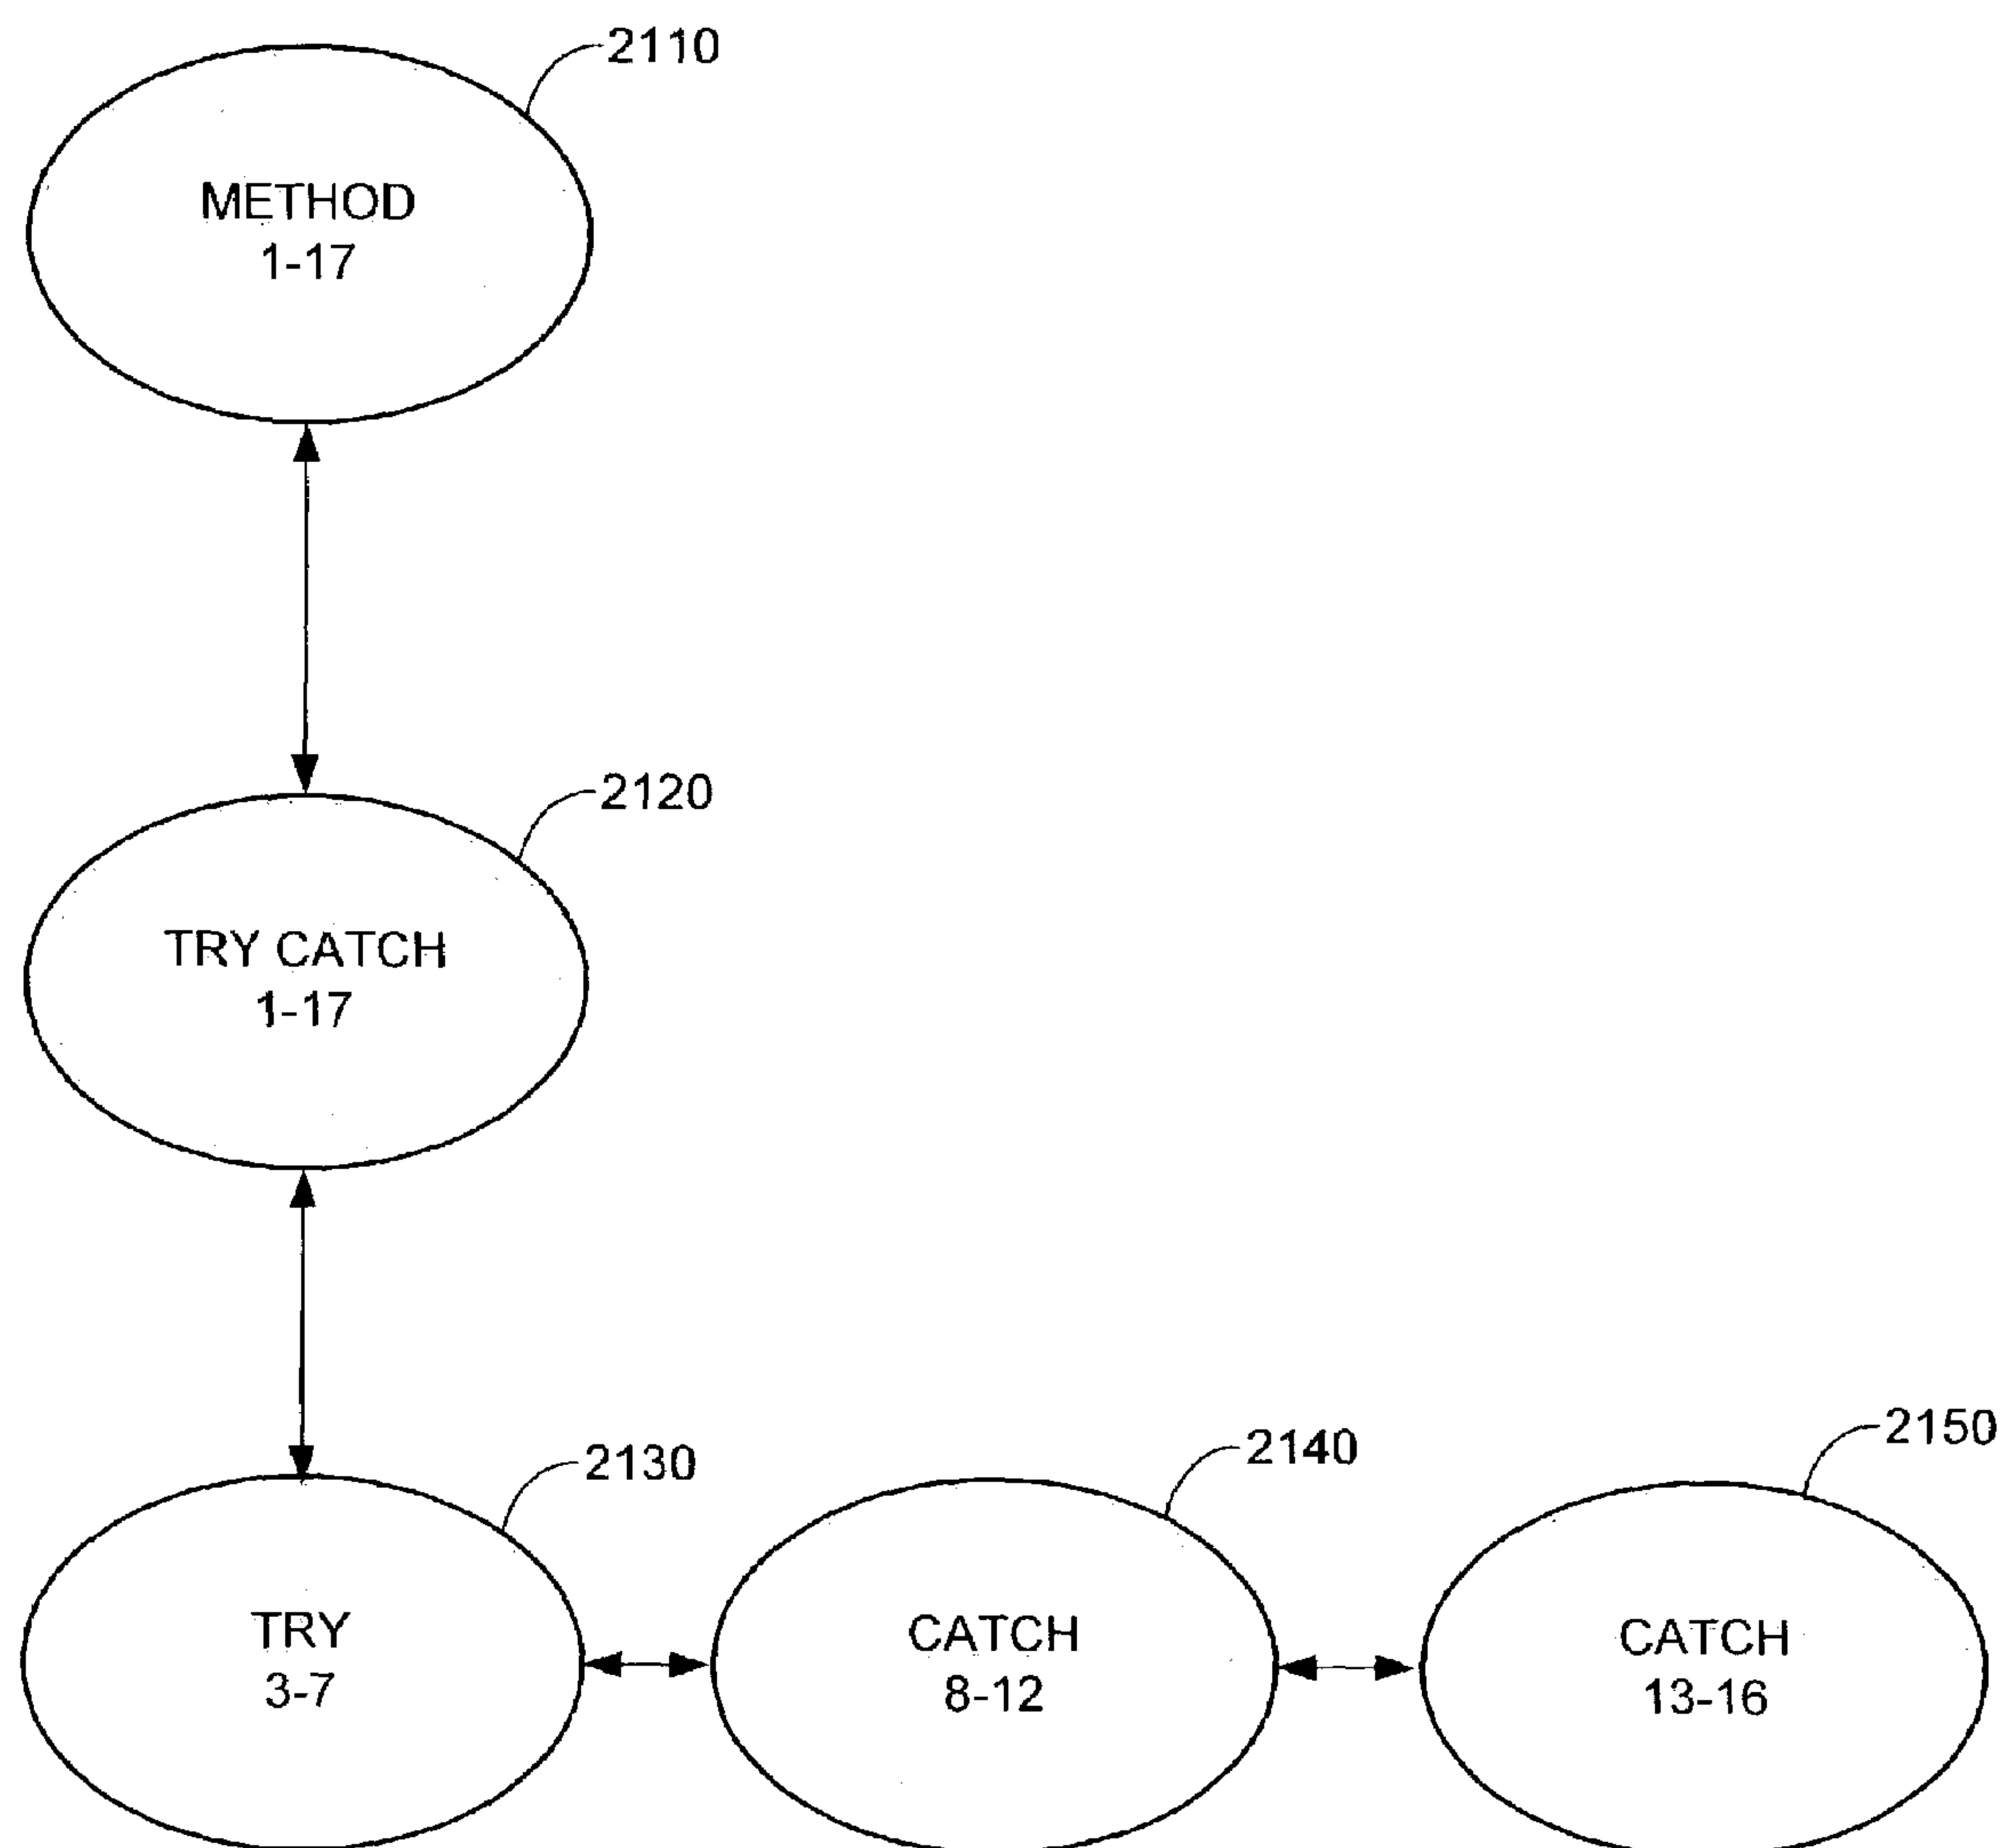 2110
METHOD
1-17
2120
TRY CATCH
1-17
2130
TRY
3-7
2140
CATCH
8-12
2150
CATCH
13-16